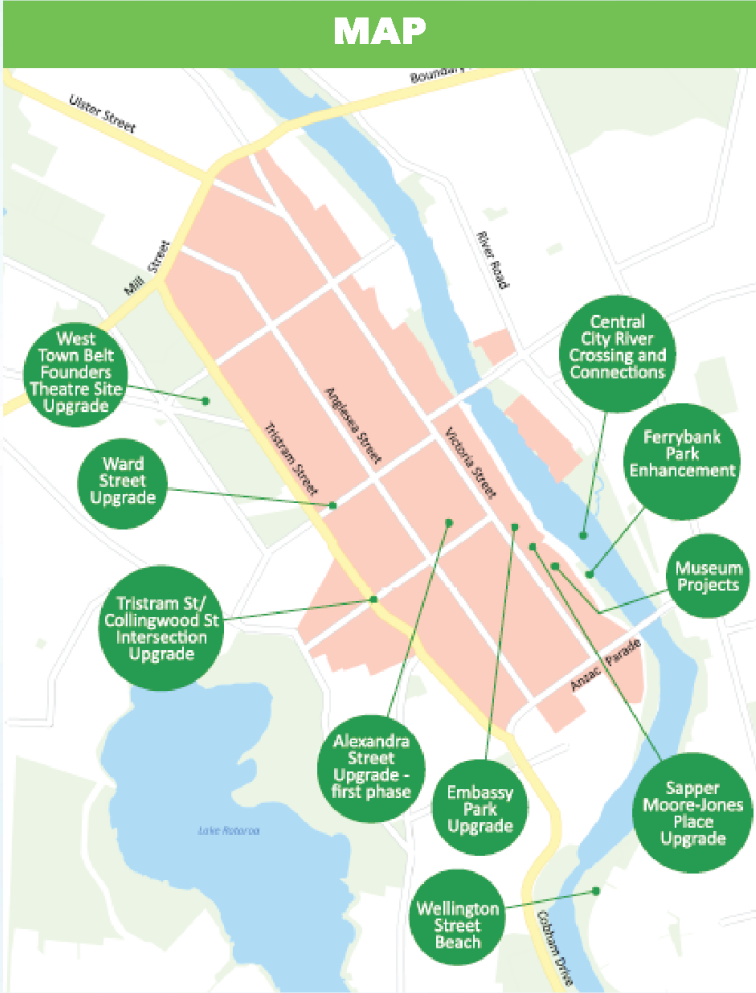 MAP
Boundary
Ulster Street
River Road
Mill Street
Central
City River
Crossing and
Connections
West
Town Belt
Founders
Theatre Site
Upgrade
Anglesea Street
Victoria Street
Tristram Street
Ferrybank
Park
Enhancement
Ward
Street
Upgrade
Museum
Projects
Tristram St/
Collingwood St
Intersection
Upgrade
Anzac Parade
Alexandra
Street
Upgrade -
first phase
Embassy
Park
Upgrade
Sapper
Moore-Jones
Place
Upgrade
Lake Rotoroa
Wellington
Street
Beach
Cobham Drive